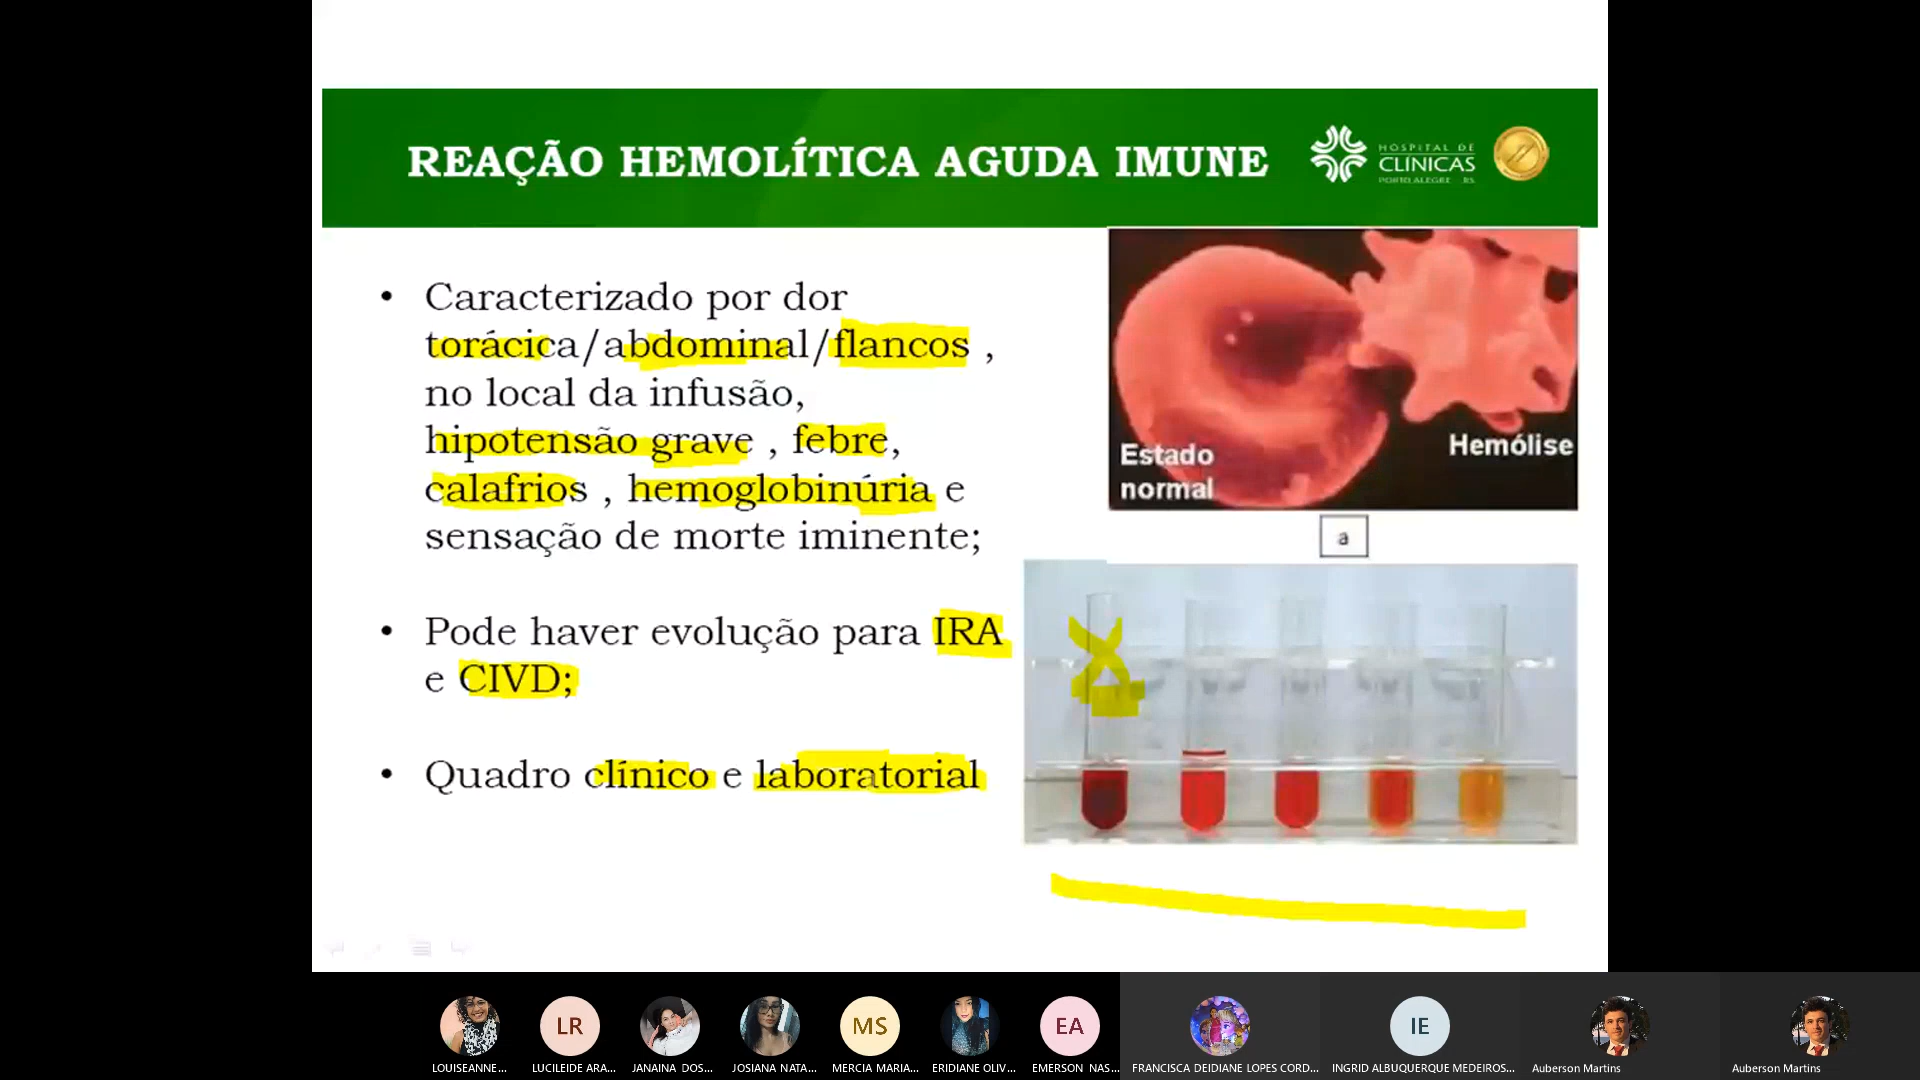 REAÇÃO HEMOLÍTICA AGUDA IMUNE
HOSPITAL DE
CLÍNICAS
PORTO ALEGRE RS
• Caracterizado por dor
torácica/abdominal/flancos ,
no local da infusão,
hipotensão grave , febre,
calafrios , hemoglobinúria e
sensação de morte iminente;
• Pode haver evolução para IRA
e CIVD;
• Quadro clínico e laboratorial
Estado
normal
Hemólise
a
LR
MS
EA
IE
LOUISEANNE...
LUCILEIDE ARA...
JANAINA DOS...
JOSIANA NATA...
MERCIA MARIA...
ERIDIANE OLIV...
EMERSON NAS...
FRANCISCA DEIDIANE LOPES CORD...
INGRID ALBUQUERQUE MEDEIROS...
Auberson Martins
Auberson Martins